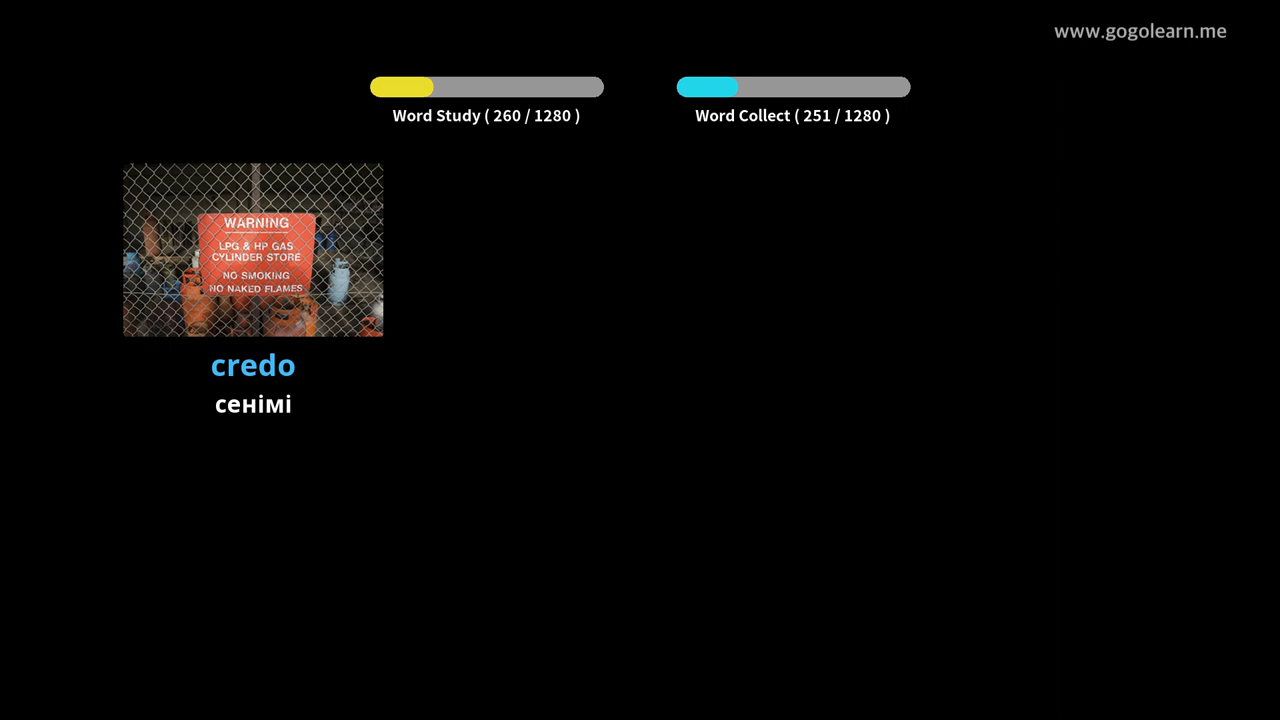 www.gogolearn.me
Word Study ( 260 / 1280 )
Word Collect ( 251 / 1280 )
WARNING
LPG & HP GAS
CYLINDER STORE
NO SMOKING
NO NAKED FLAMES
credo
сенімі